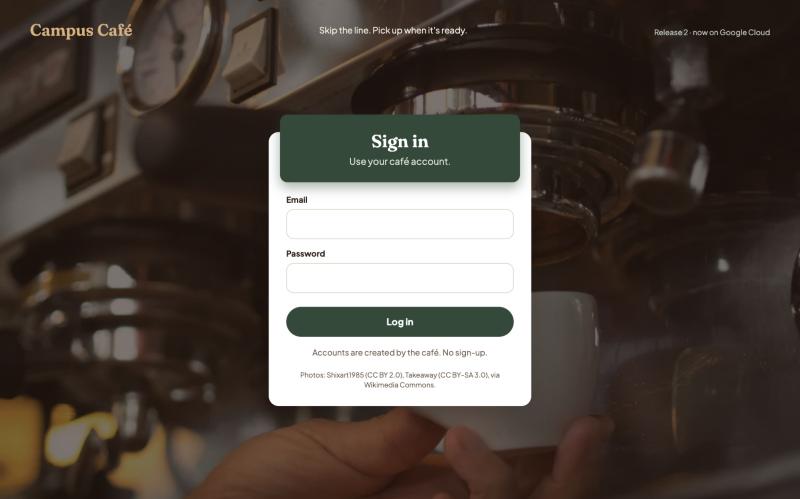 Campus Café
Skip the line. Pick up when it's ready.
Release 2 · now on Google Cloud
Sign in
Use your café account.
Email
Password
Log in
Accounts are created by the café. No sign-up.
Photos: Shixart1985 (CC BY 2.0), Takeaway (CC BY-SA 3.0), via
Wikimedia Commons.